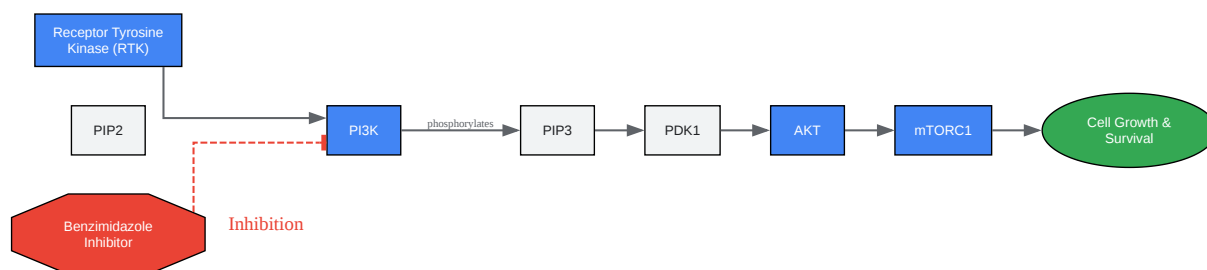 Receptor Tyrosine
Kinase (RTK)
PIP2
PI3K
phosphorylates
PIP3
PDK1
AKT
mTORC1
Cell Growth &
Survival
Benzimidazole
Inhibitor
Inhibition